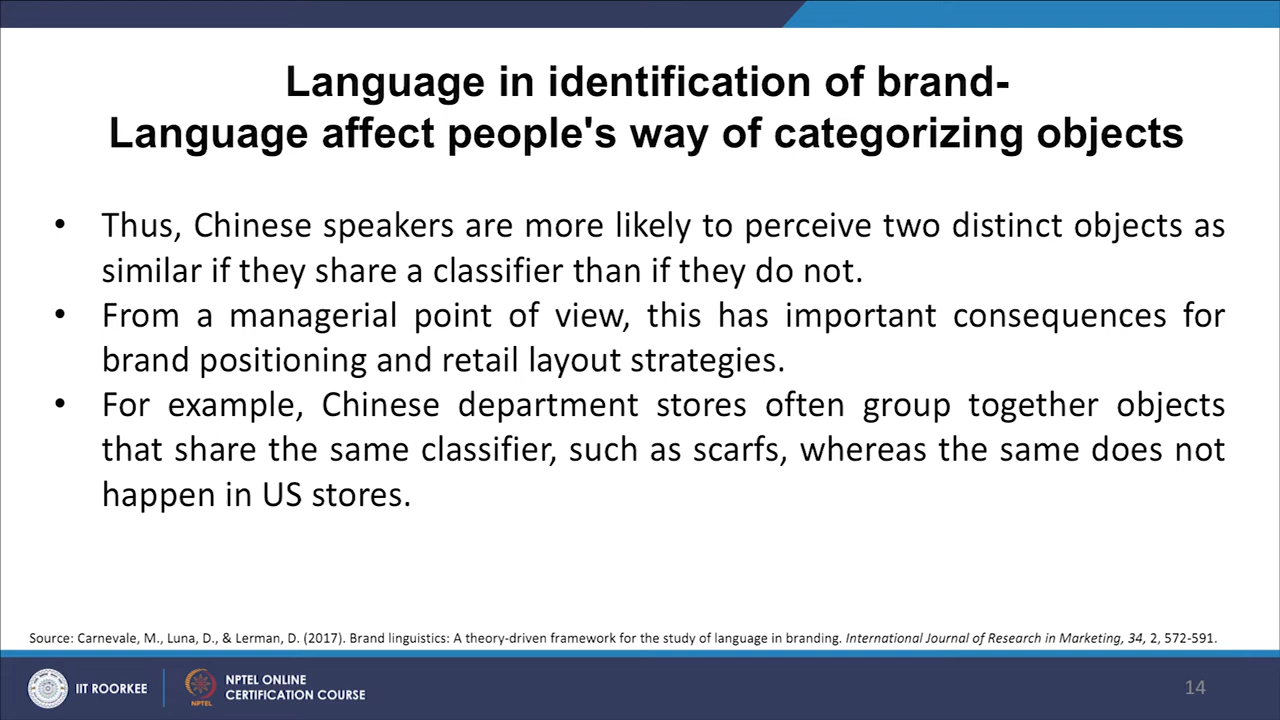 Language in identification of brand-
Language affect people's way of categorizing objects
• Thus, Chinese speakers are more likely to perceive two distinct objects as
similar if they share a classifier than if they do not.
• From a managerial point of view, this has important consequences for
brand positioning and retail layout strategies.
• For example, Chinese department stores often group together objects
that share the same classifier, such as scarfs, whereas the same does not
happen in US stores.
Source: Carnevale, M., Luna, D., & Lerman, D. (2017). Brand linguistics: A theory-driven framework for the study of language in branding. International Journal of Research in Marketing, 34, 2, 572-591.
IIT ROORKEE
NPTEL
NPTEL ONLINE
CERTIFICATION COURSE
14